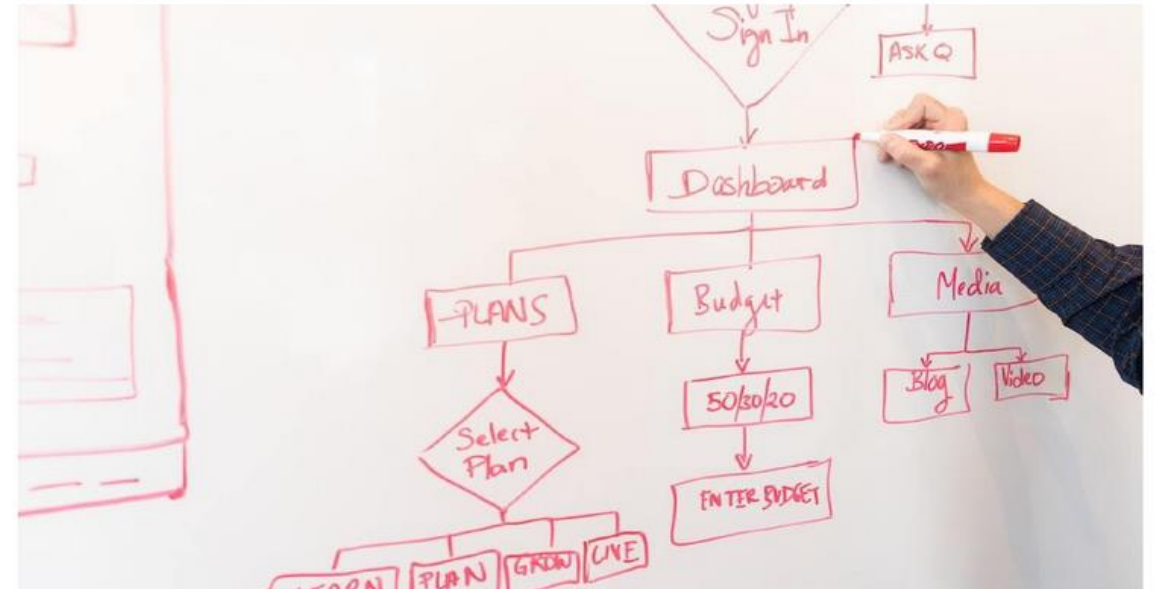 Sign In
ASK Q
Dashboard
PLANS
Budget
Media
50/30/20
Blog
Video
Select
Plan
ENTER BUDGET
LEARN
PLAN
GROW
LIVE